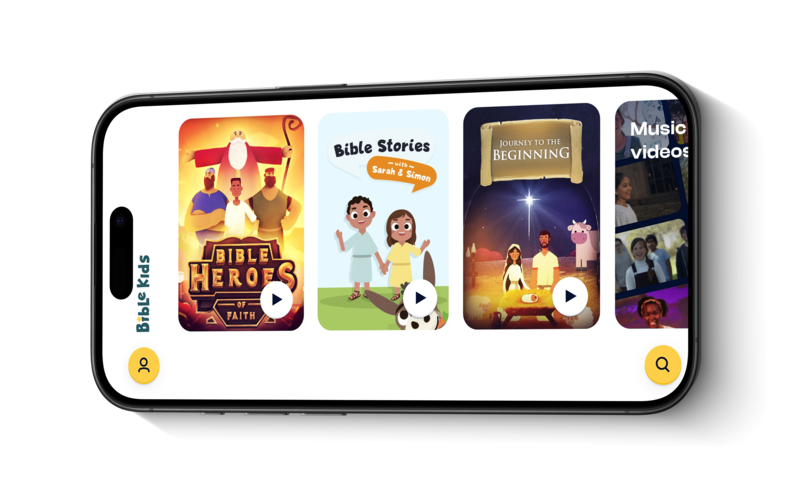 Bible Kids
BIBLE
HEROES
OF
FAITH
Bible Stories
with
Sarah & Simon
JOURNEY TO THE
BEGINNING
Music
videos